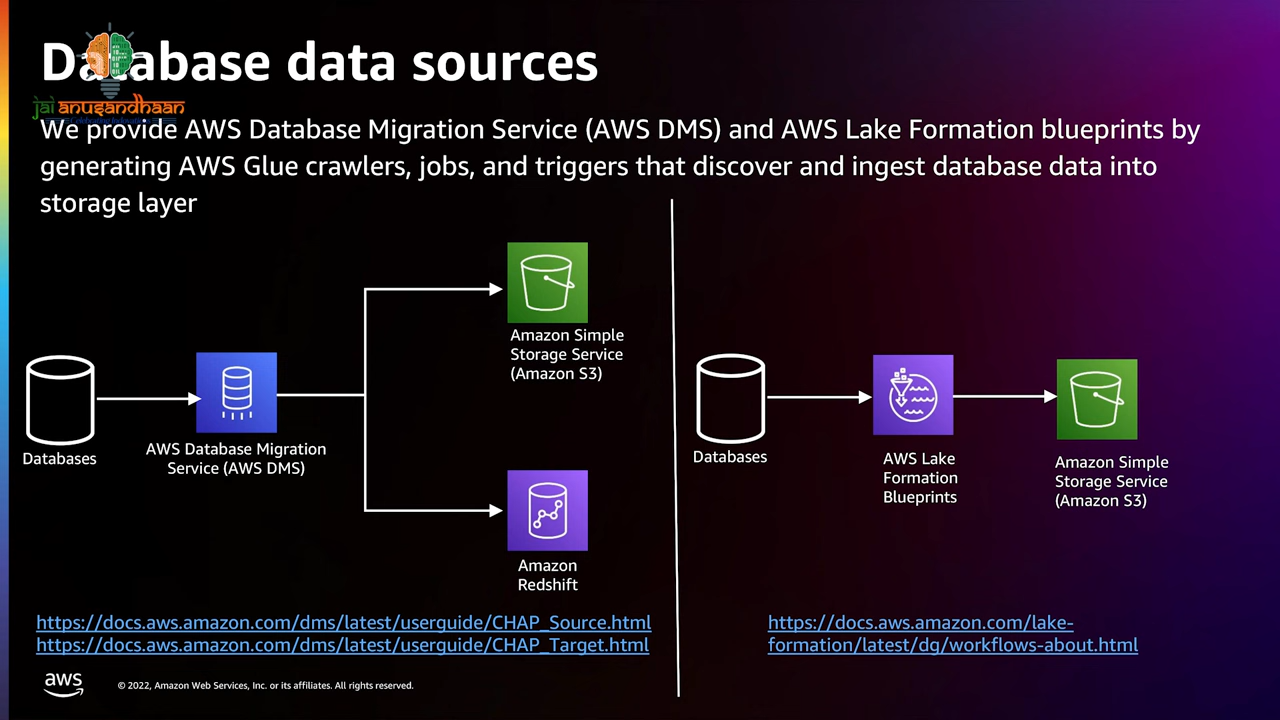 Database data sources
jai anusandhaan
We provide AWS Database Migration Service (AWS DMS) and AWS Lake Formation blueprints by
generating AWS Glue crawlers, jobs, and triggers that discover and ingest database data into
storage layer
Databases
AWS Database Migration
Service (AWS DMS)
Amazon Simple
Storage Service
(Amazon S3)
Amazon
Redshift
https://docs.aws.amazon.com/dms/latest/userguide/CHAP_Source.html
https://docs.aws.amazon.com/dms/latest/userguide/CHAP_Target.html
Databases
AWS Lake
Formation
Blueprints
Amazon Simple
Storage Service
(Amazon S3)
https://docs.aws.amazon.com/lake-
formation/latest/dg/workflows-about.html
aws
© 2022, Amazon Web Services, Inc. or its affiliates. All rights reserved.